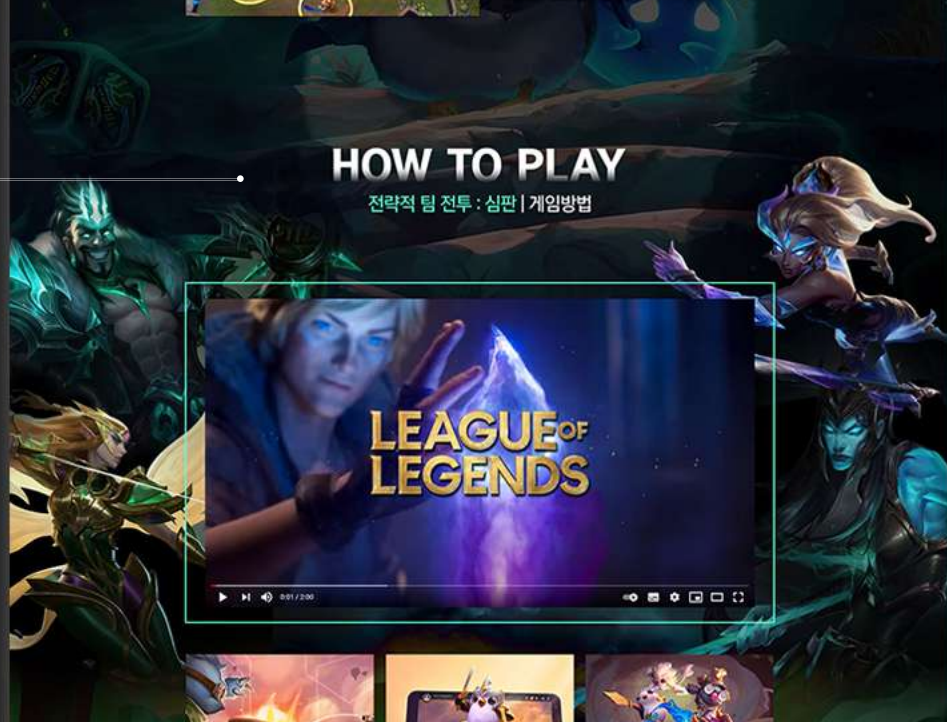 HOW TO PLAY
전략적 팀 전투 : 심판 | 게임방법
LEAGUE OF
LEGENDS
0:01 / 2:00